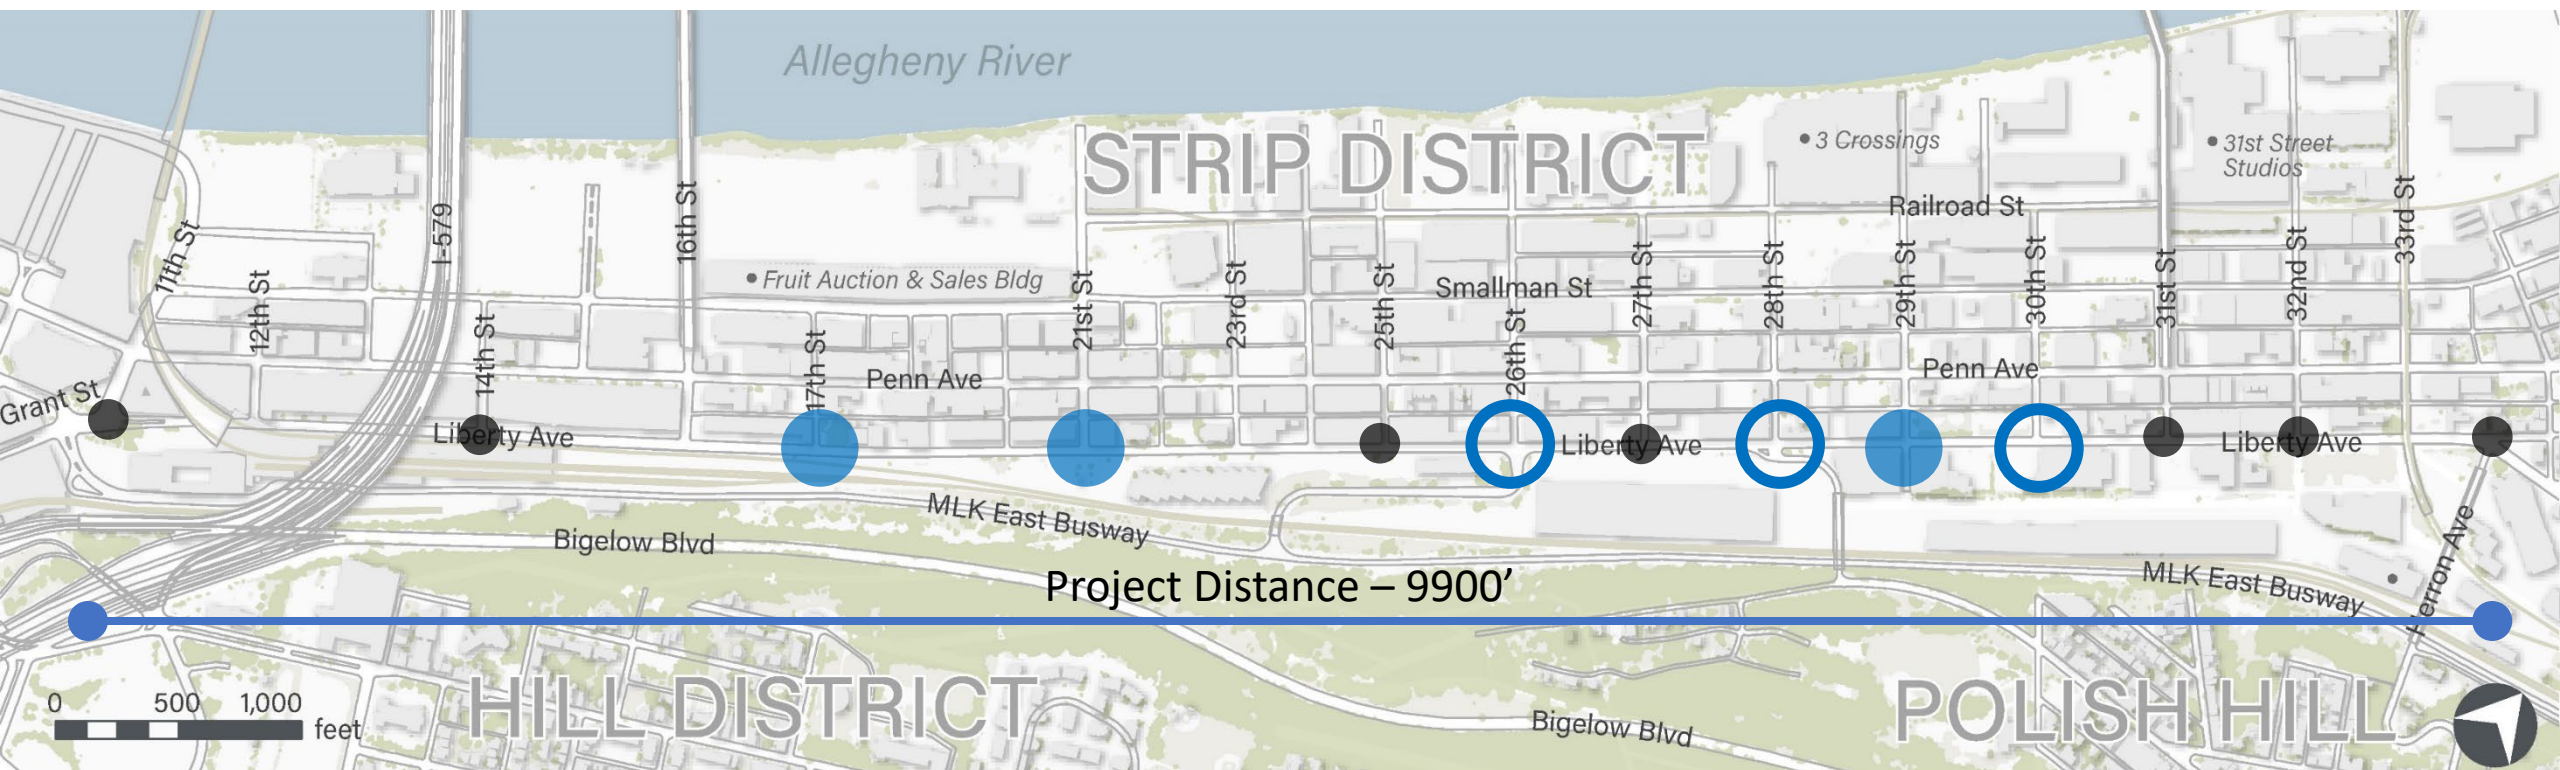 Allegheny River
STRIP DISTRICT
3 Crossings
31st Street
Studios
Railroad St
11th St
12th St
I-579
14th St
16th St
17th St
21st St
23rd St
25th St
26th St
27th St
28th St
29th St
30th St
31st St
32nd St
33rd St
Fruit Auction & Sales Bldg
Smallman St
Penn Ave
Penn Ave
Grant St
Liberty Ave
Liberty Ave
Liberty Ave
MLK East Busway
Bigelow Blvd
MLK East Busway
Herron Ave
Project Distance – 9900’
HILL DISTRICT
POLISH HILL
Bigelow Blvd
0 500 1,000
feet